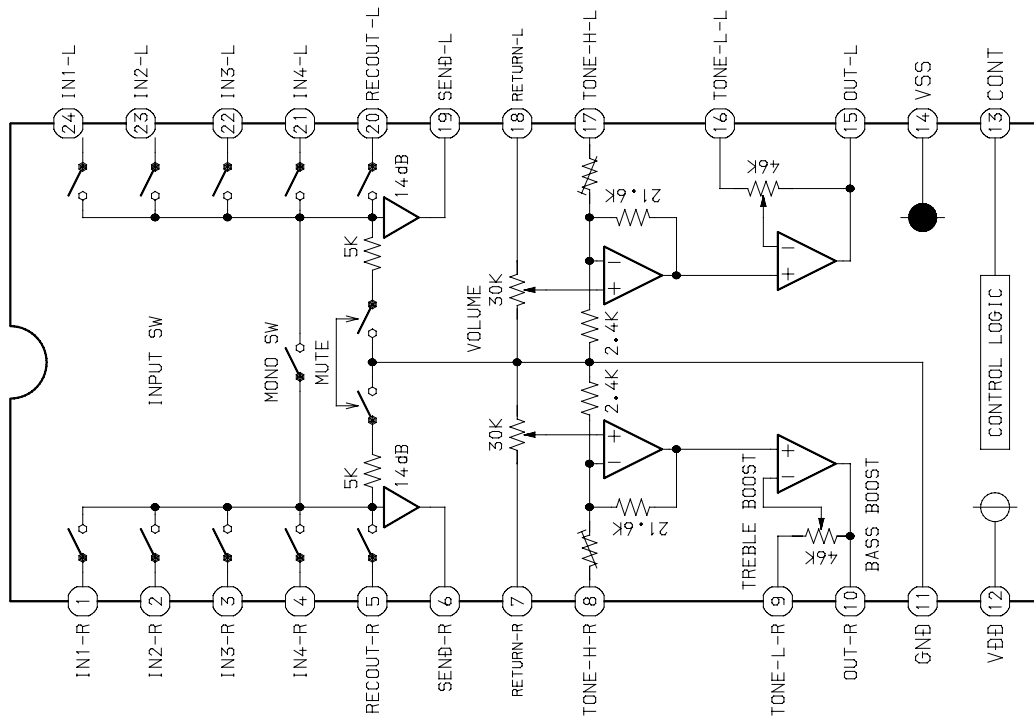 24
23
22
21
20
19
18
17
16
15
14
13
IN1-L
IN2-L
IN3-L
IN4-L
RECOUT-L
SEND-L
RETURN-L
TONE-H-L
TONE-L-L
OUT-L
VSS
CONT
INPUT SW
MONO SW
MUTE
VOLUME
5K
14dB
30K
21.6K
2.4K
46K
5K
14dB
30K
21.6K
2.4K
46K
TREBLE BOOST
BASS BOOST
CONTROL LOGIC
1
2
3
4
5
6
7
8
9
10
11
12
IN1-R
IN2-R
IN3-R
IN4-R
RECOUT-R
SEND-R
RETURN-R
TONE-H-R
TONE-L-R
OUT-R
GND
VDD